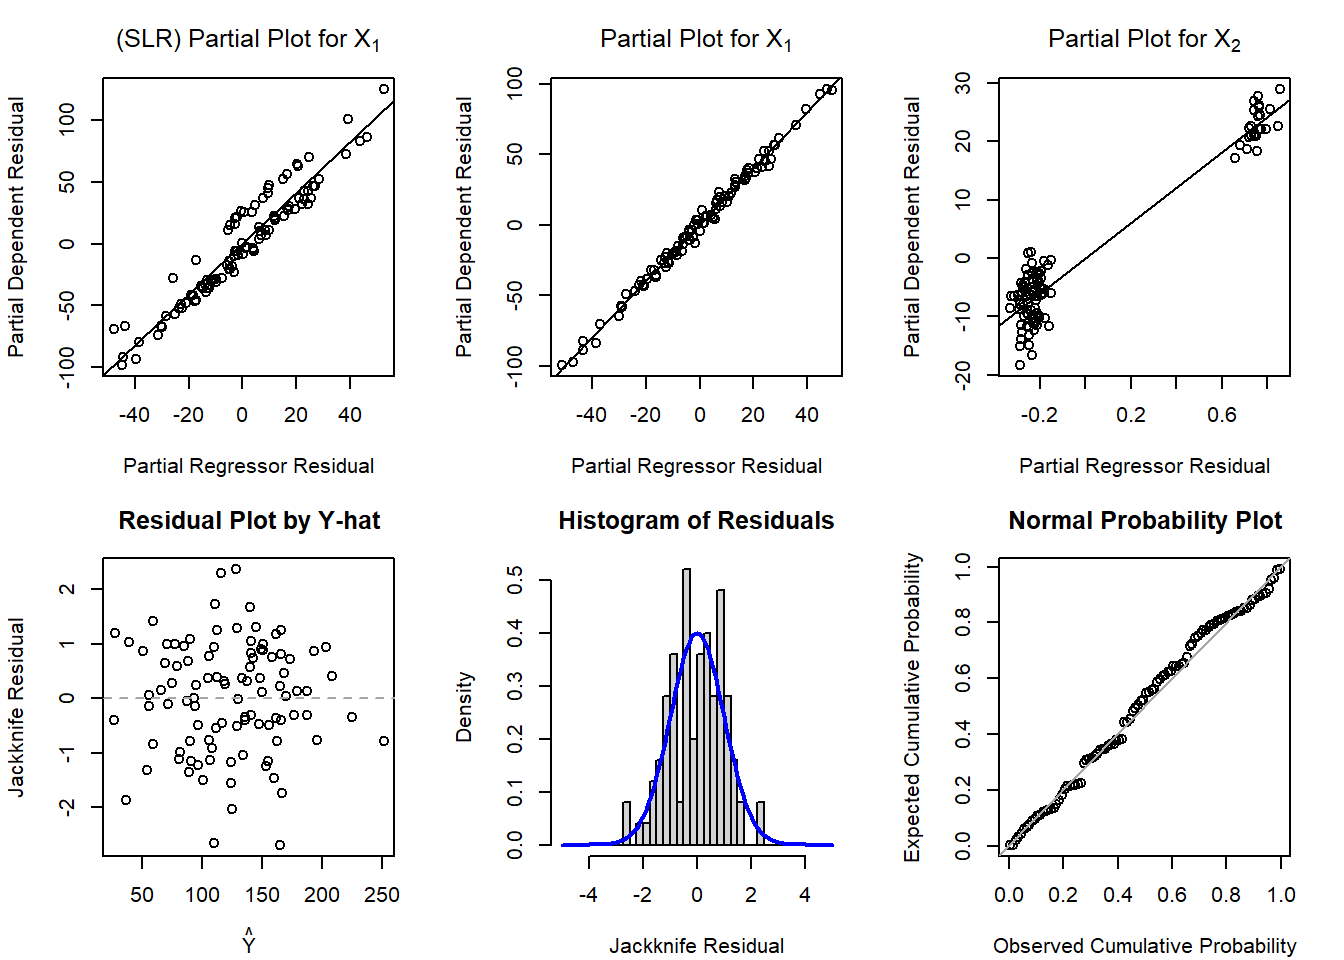 (SLR) Partial Plot for X1
Partial Dependent Residual
100
50
0
-50
-100
-40 -20 0 20 40
Partial Regressor Residual
Partial Plot for X1
Partial Dependent Residual
100
50
0
-50
-100
-40 -20 0 20 40
Partial Regressor Residual
Partial Plot for X2
Partial Dependent Residual
30
20
10
0
-10
-20
-0.2 0.2 0.6
Partial Regressor Residual
Residual Plot by Y-hat
Jackknife Residual
2
1
0
-1
-2
50 100 150 200 250
Ŷ
Histogram of Residuals
Density
0.5
0.4
0.3
0.2
0.1
0.0
-4 -2 0 2 4
Jackknife Residual
Normal Probability Plot
Expected Cumulative Probability
1.0
0.8
0.6
0.4
0.2
0.0
0.0 0.2 0.4 0.6 0.8 1.0
Observed Cumulative Probability